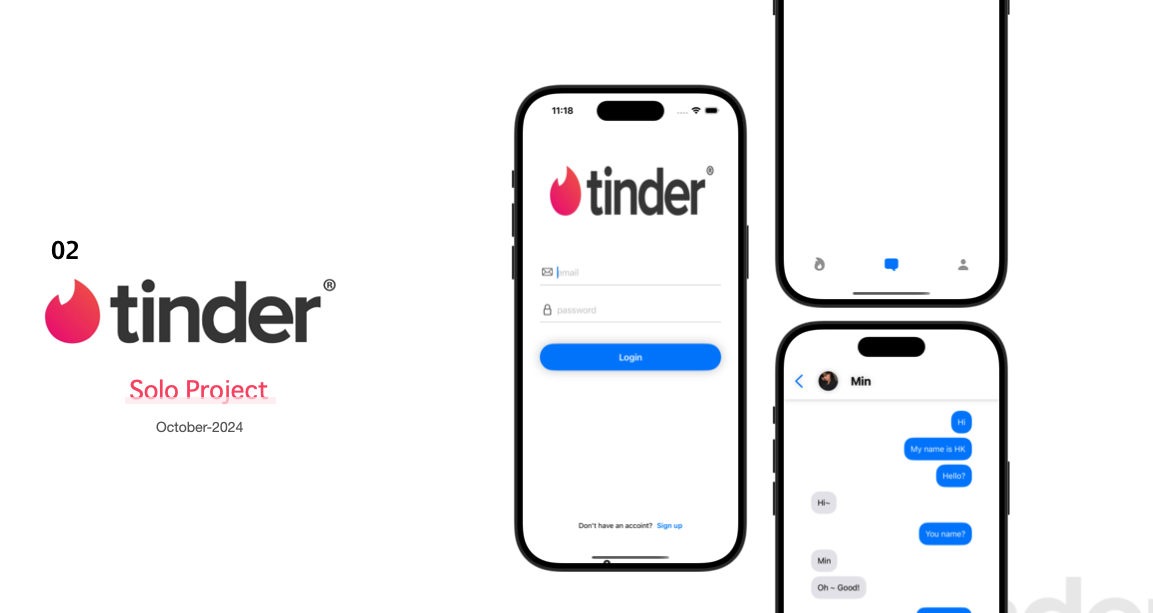 02
tinder®
Solo Project
October-2024
11:18
tinder®
email
password
Login
Don't have an accoint? Sign up
Min
Hi
My name is HK
Hello?
Hi~
You name?
Min
Oh ~ Good!